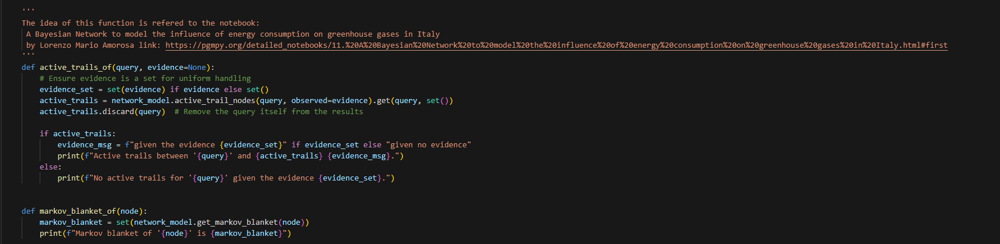 '''
The idea of this function is refered to the notebook:
 A Bayesian Network to model the influence of energy consumption on greenhouse gases in Italy
 by Lorenzo Mario Amorosa link: https://pgmpy.org/detailed_notebooks/11.%20A%20Bayesian%20Network%20to%20model%20the%20influence%20of%20energy%20consumption%20on%20greenhouse%20gases%20in%20Italy.html#first
'''
def active_trails_of(query, evidence=None):
    # Ensure evidence is a set for uniform handling
    evidence_set = set(evidence) if evidence else set()
    active_trails = network_model.active_trail_nodes(query, observed=evidence).get(query, set())
    active_trails.discard(query)  # Remove the query itself from the results

    if active_trails:
        evidence_msg = f"given the evidence {evidence_set}" if evidence_set else "given no evidence"
        print(f"Active trails between '{query}' and {active_trails} {evidence_msg}.")
    else:
        print(f"No active trails for '{query}' given the evidence {evidence_set}.")


def markov_blanket_of(node):
    markov_blanket = set(network_model.get_markov_blanket(node))
    print(f"Markov blanket of '{node}' is {markov_blanket}")